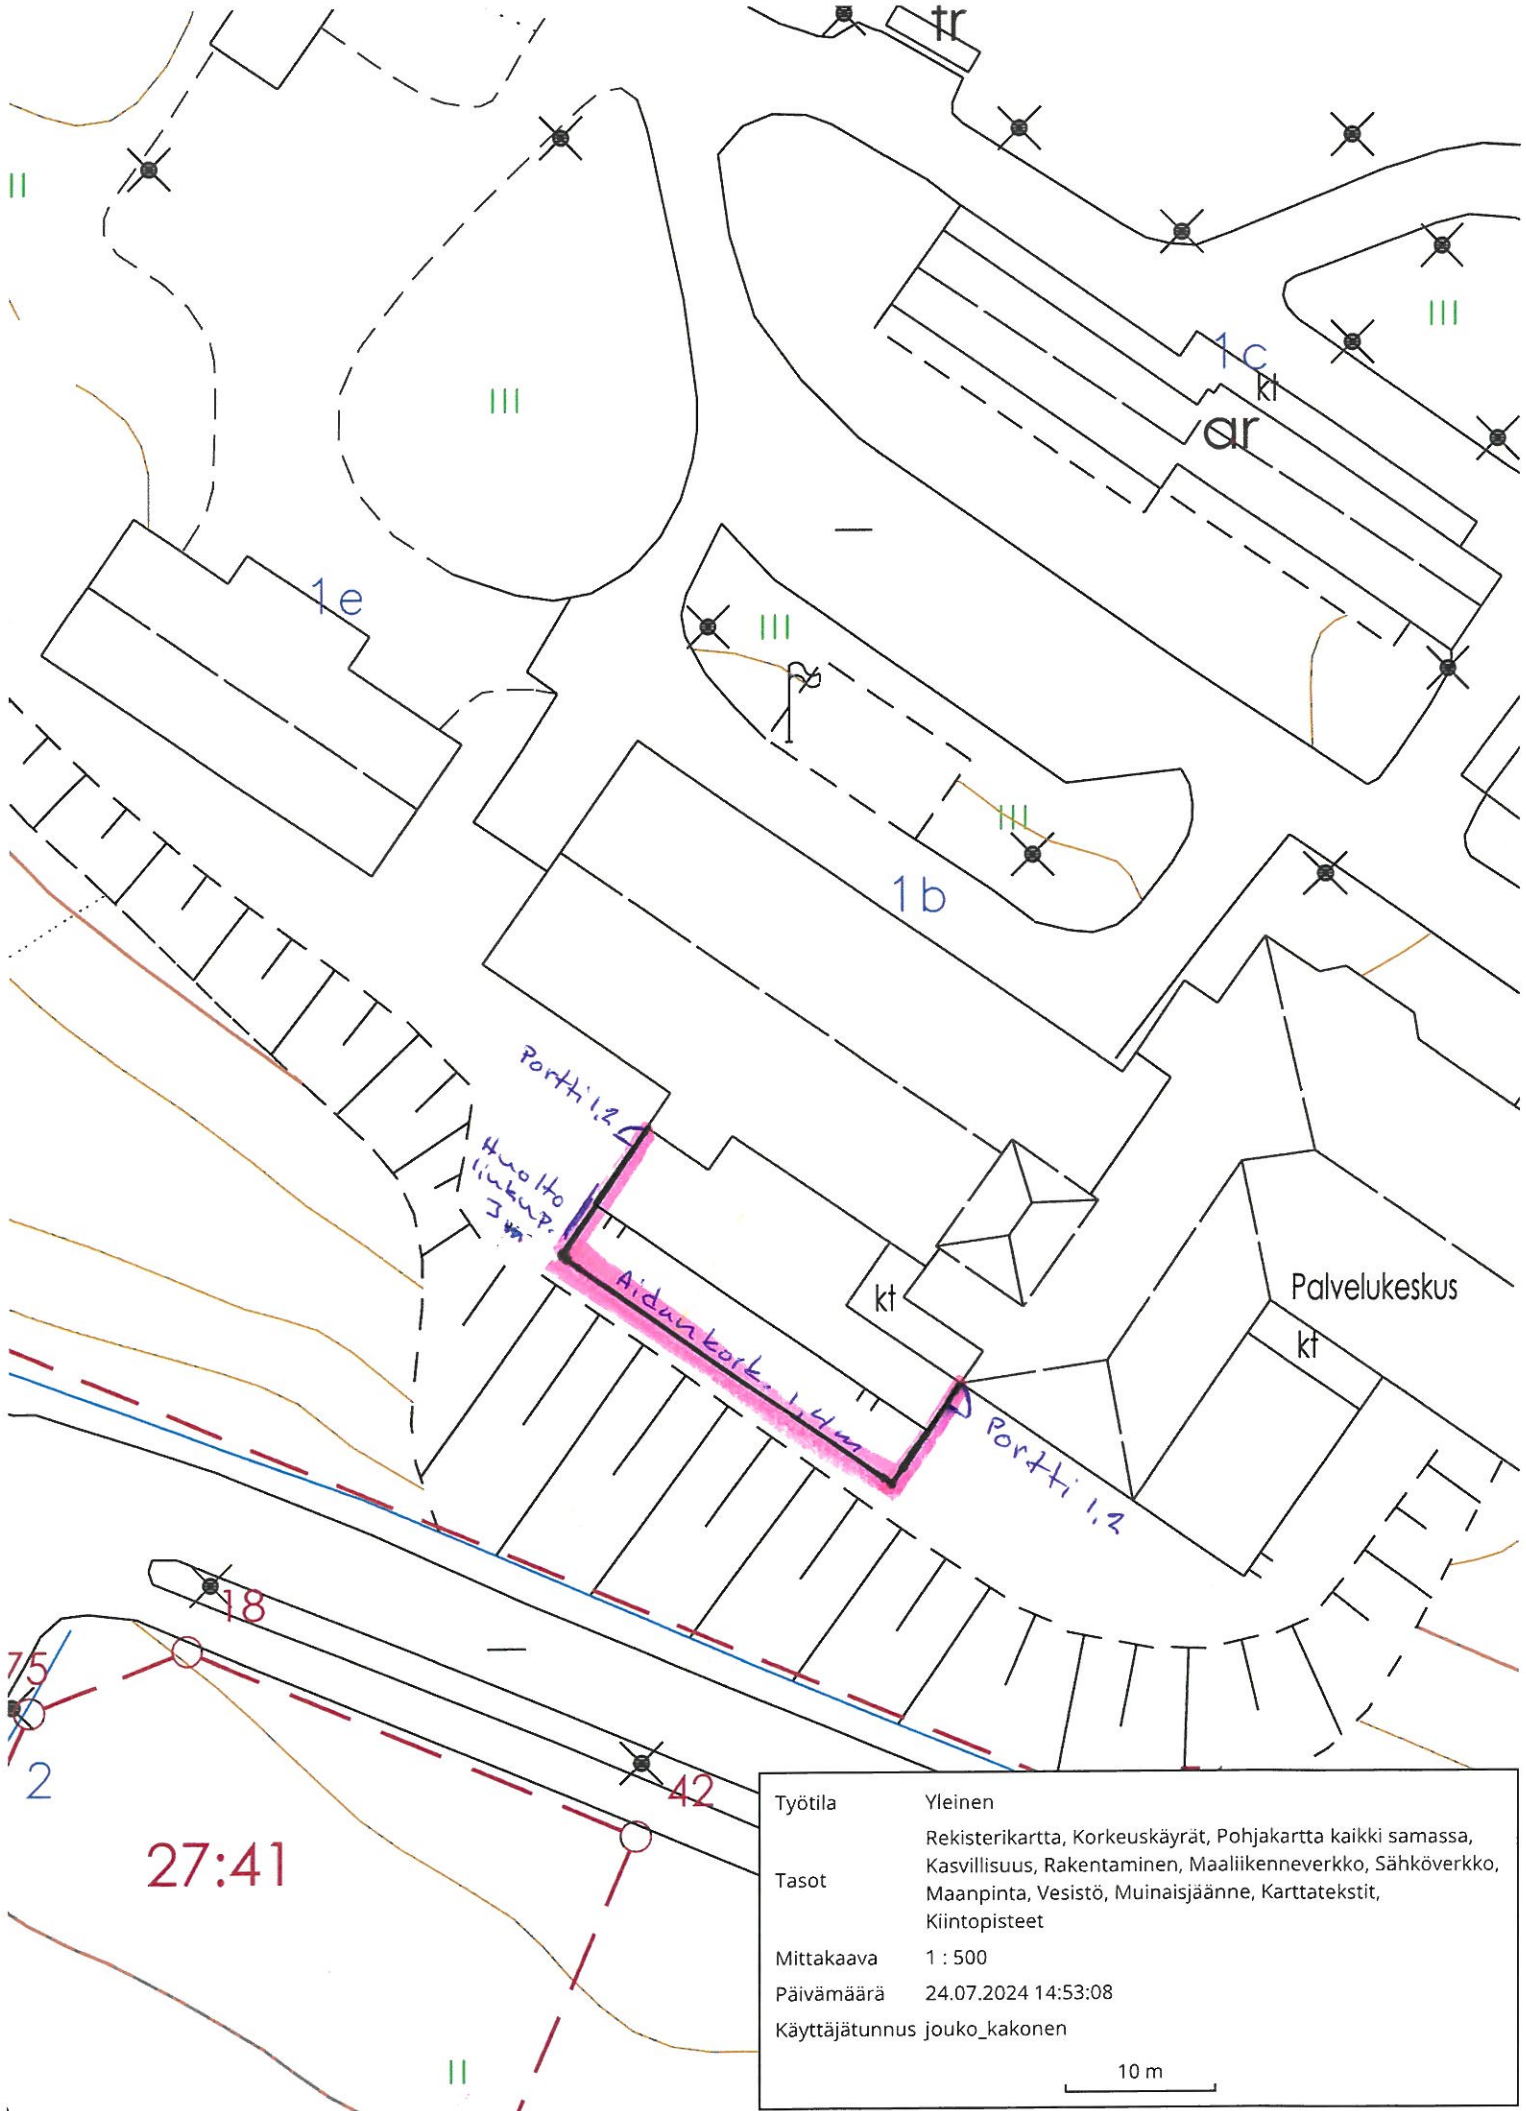 tr
II
III
III
1c
kt
ar
1e
III
III
1b
Portti 1,2
Huolto
liukup.
3 m
Aidan kork. 1,4 m
kt
Palvelukeskus
kt
Portti 1,2
18
75
2
42
27:41
II
Työtila Yleinen
Tasot Rekisterikartta, Korkeuskäyrät, Pohjakartta kaikki samassa,
Kasvillisuus, Rakentaminen, Maaliikenneverkko, Sähköverkko,
Maanpinta, Vesistö, Muinaisjäänne, Karttatekstit,
Kiintopisteet
Mittakaava 1 : 500
Päivämäärä 24.07.2024 14:53:08
Käyttäjätunnus jouko_kakonen
10 m